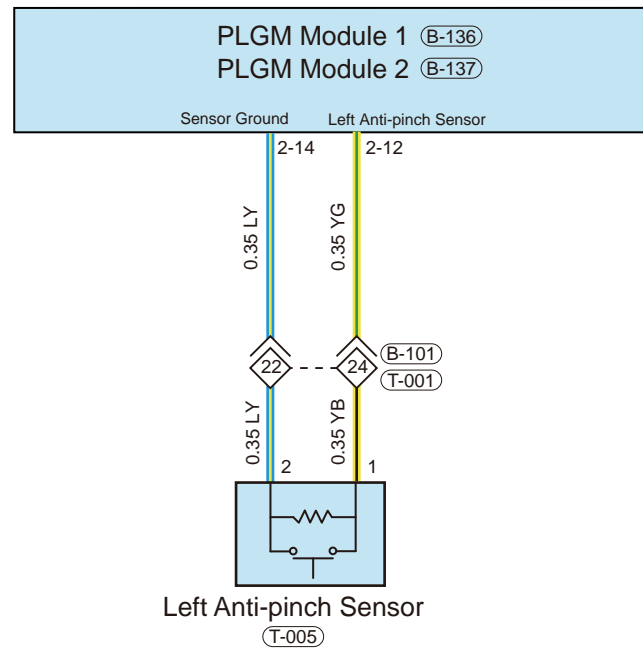 PLGM Module 1 B-136
PLGM Module 2 B-137
Sensor Ground Left Anti-pinch Sensor
2-14 2-12
0.35 LY 0.35 YG
22 24 B-101
T-001
0.35 LY 0.35 YB
2 1
Left Anti-pinch Sensor
T-005